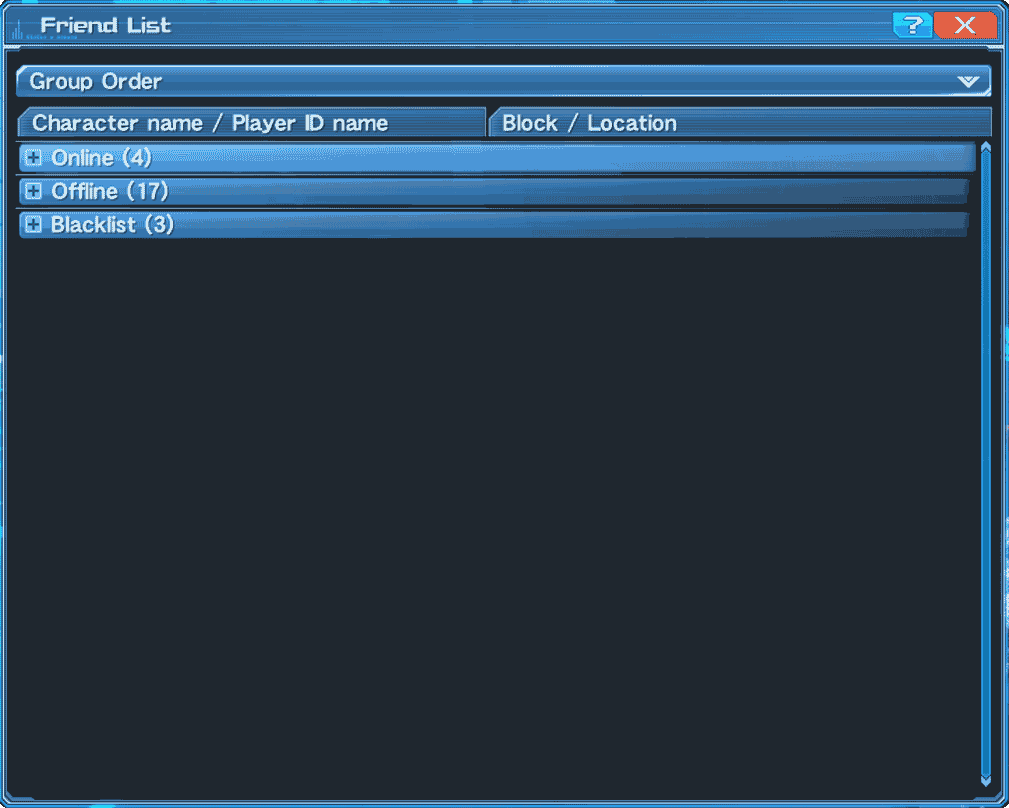 Friend List
?
X
Group Order
Character name / Player ID name
Block / Location
Online (4)
Offline (17)
Blacklist (3)